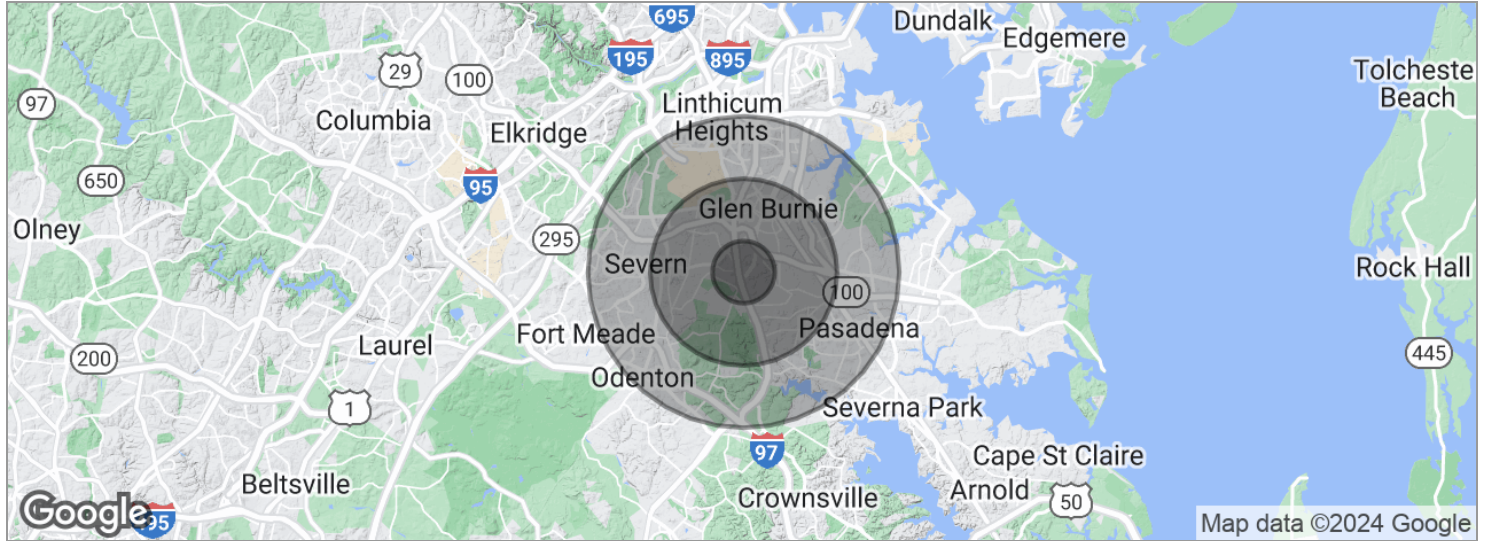 695
Dundalk
Edgemere
195
895
29
100
Tolcheste
Beach
97
Linthicum
Heights
Columbia
Elkridge
650
95
Glen Burnie
Olney
295
Severn
Rock Hall
100
Fort Meade
Pasadena
Laurel
200
445
Odenton
1
Severna Park
97
Cape St Claire
Beltsville
Arnold
Crownsville
50
Google
95
Map data ©2024 Google